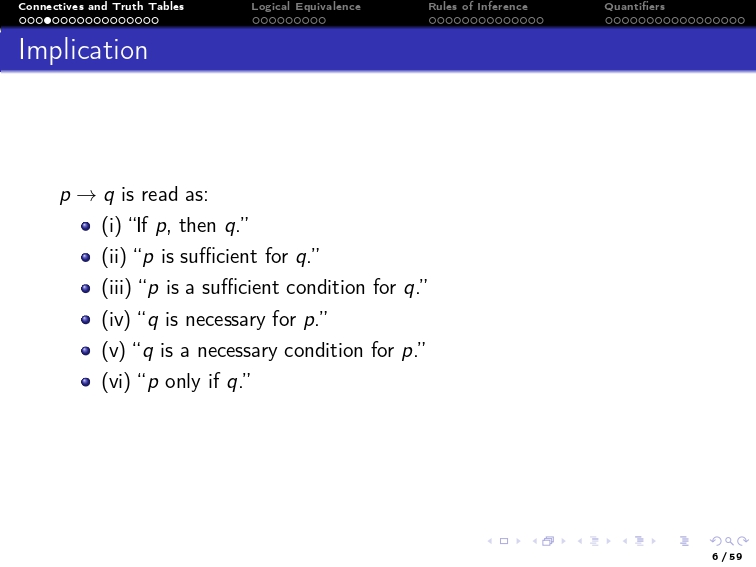 Connectives and Truth Tables Logical Equivalence Rules of Inference Quantifiers
Implication
p → q is read as:
(i) “If p, then q.”
(ii) “p is sufficient for q.”
(iii) “p is a sufficient condition for q.”
(iv) “q is necessary for p.”
(v) “q is a necessary condition for p.”
(vi) “p only if q.”
6 / 59